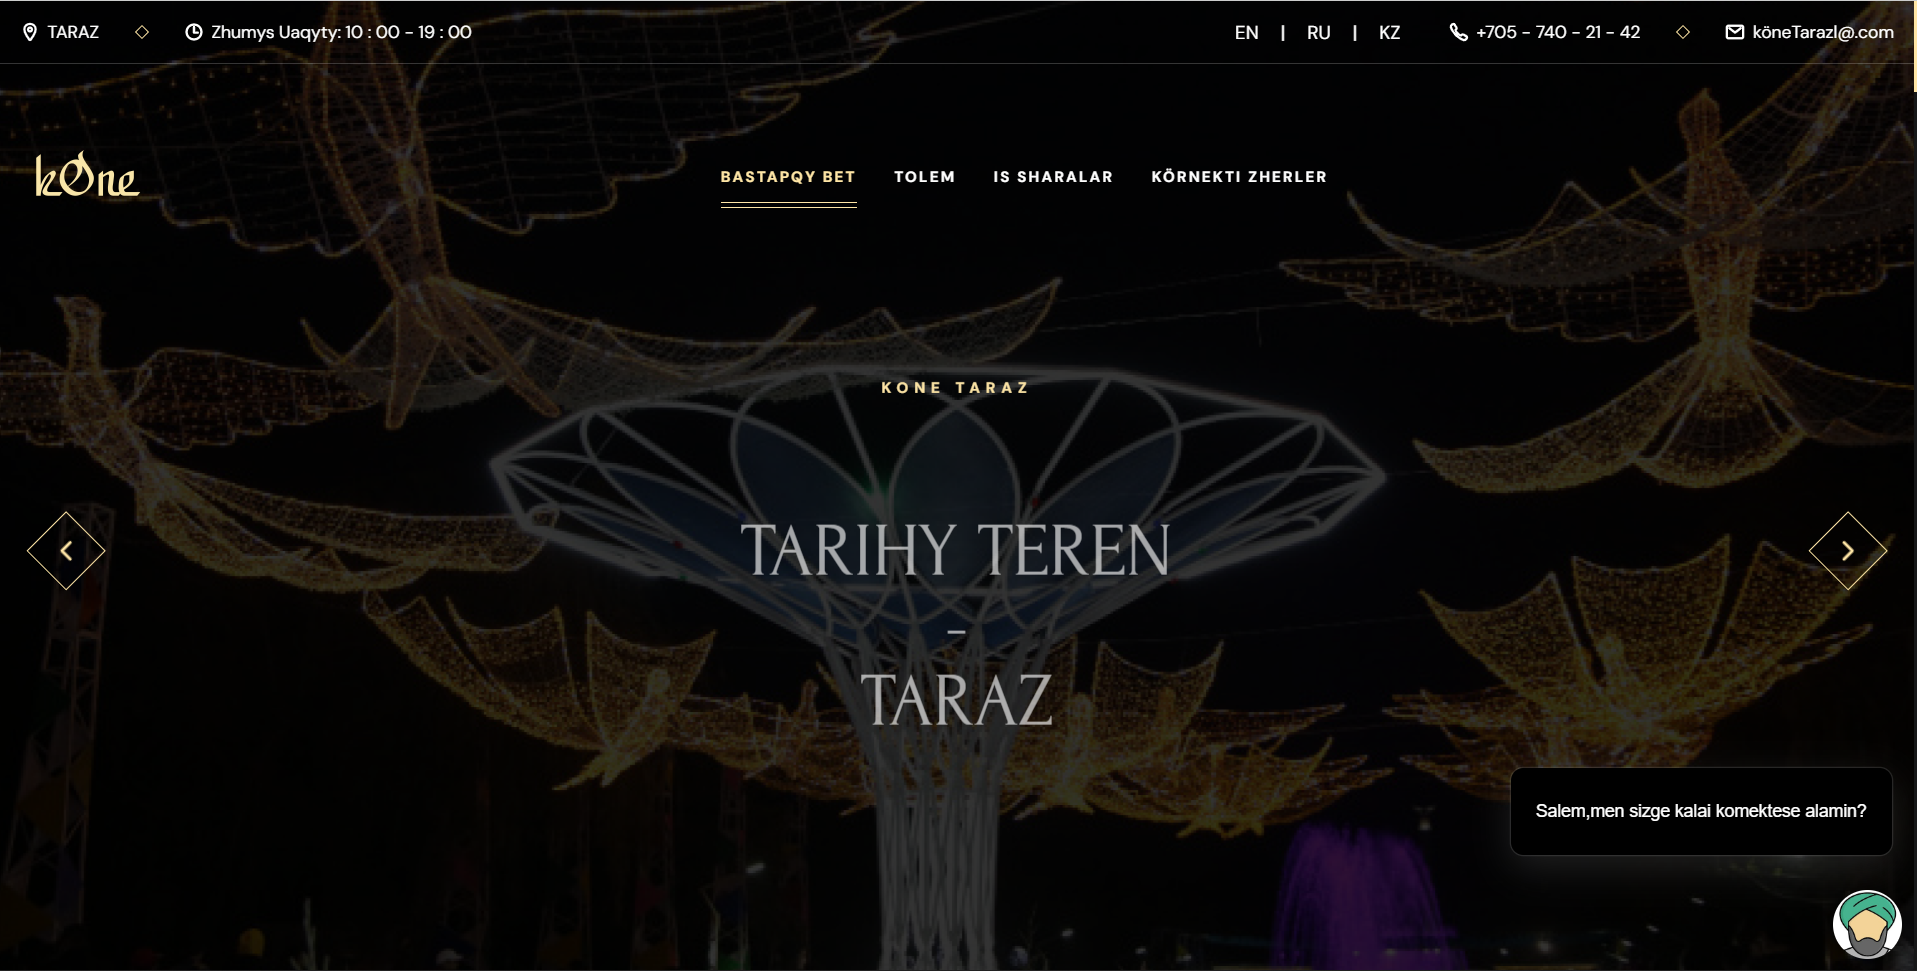 TARAZ
Zhumys Uaqyty: 10 : 00 - 19 : 00
EN | RU | KZ
+705 - 740 - 21 - 42
köneTarazl@.com
kOne
BASTAPQY BET
TOLEM
IS SHARALAR
KÖRNEKTI ZHERLER
KONE TARAZ
TARIHY TEREN
-
TARAZ
Salem,men sizge kalai komektese alamin?